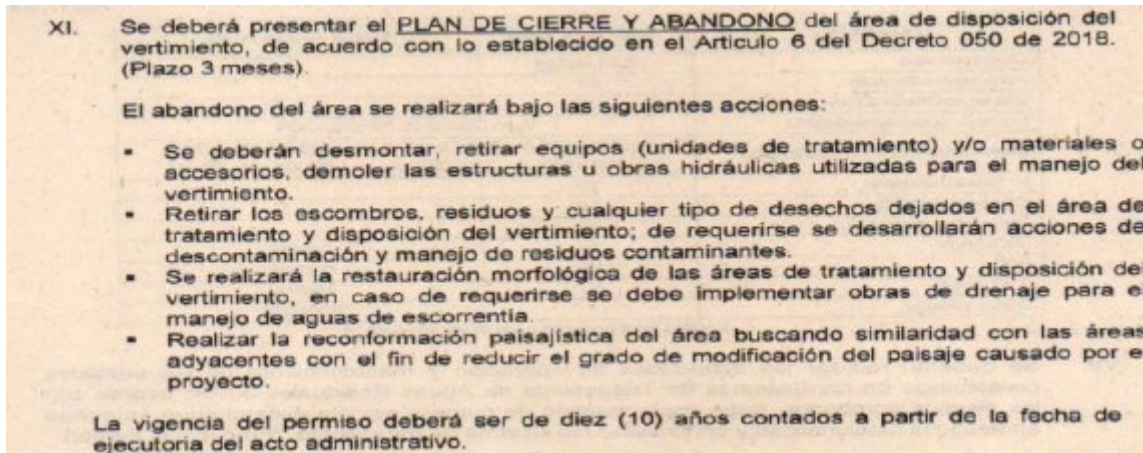 XI. Se deberá presentar el PLAN DE CIERRE Y ABANDONO del área de disposición del
vertimiento, de acuerdo con lo establecido en el Articulo 6 del Decreto 050 de 2018.
(Plazo 3 meses).
El abandono del área se realizará bajo las siguientes acciones:
▪ Se deberán desmontar, retirar equipos (unidades de tratamiento) y/o materiales o
accesorios, demoler las estructuras u obras hidráulicas utilizadas para el manejo del
vertimiento.
▪ Retirar los escombros, residuos y cualquier tipo de desechos dejados en el área de
tratamiento y disposición del vertimiento; de requerirse se desarrollarán acciones de
descontaminación y manejo de residuos contaminantes.
▪ Se realizará la restauración morfológica de las áreas de tratamiento y disposición del
vertimiento, en caso de requerirse se debe implementar obras de drenaje para e
manejo de aguas de escorrentía.
▪ Realizar la reconformación paisajística del área buscando similaridad con las áreas
adyacentes con el fin de reducir el grado de modificación del paisaje causado por e
proyecto.
La vigencia del permiso deberá ser de diez (10) años contados a partir de la fecha de
ejecutoria del acto administrativo.